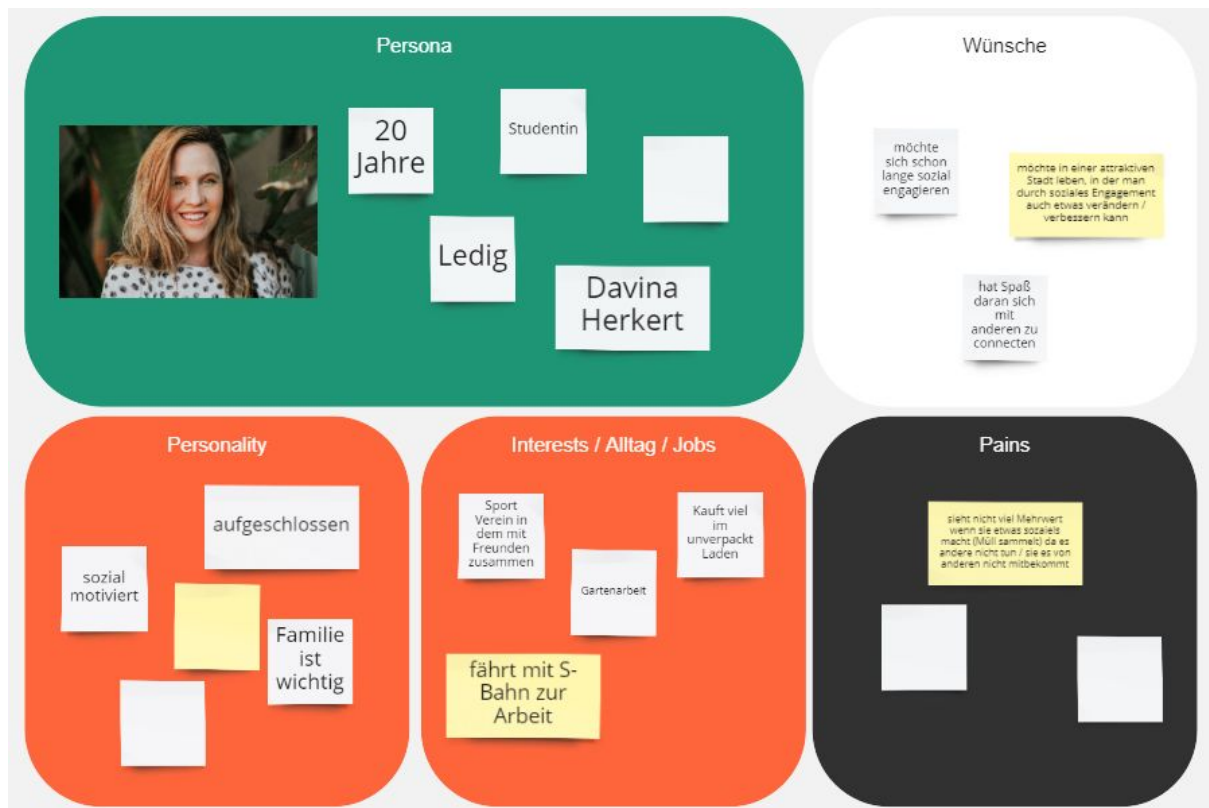 Persona
20
Jahre
Studentin
Ledig
Davina
Herkert
Wünsche
möchte
sich schon
lange sozial
engagieren
möchte in einer attraktiven
Stadt leben, in der man
durch soziales Engagement
auch etwas verändern /
verbessern kann
hat Spaß
daran sich
mit
anderen zu
connecten
Personality
aufgeschlossen
sozial
motiviert
Familie
ist
wichtig
Interests / Alltag / Jobs
Sport
Verein in
dem mit
Freunden
zusammen
Kauft viel
im
unverpackt
Laden
Gartenarbeit
fährt mit S-
Bahn zur
Arbeit
Pains
sieht nicht viel Mehrwert
wenn sie etwas sozaiels
macht (Müll sammelt) da es
andere nicht tun / sie es von
anderen nicht mitbekommt